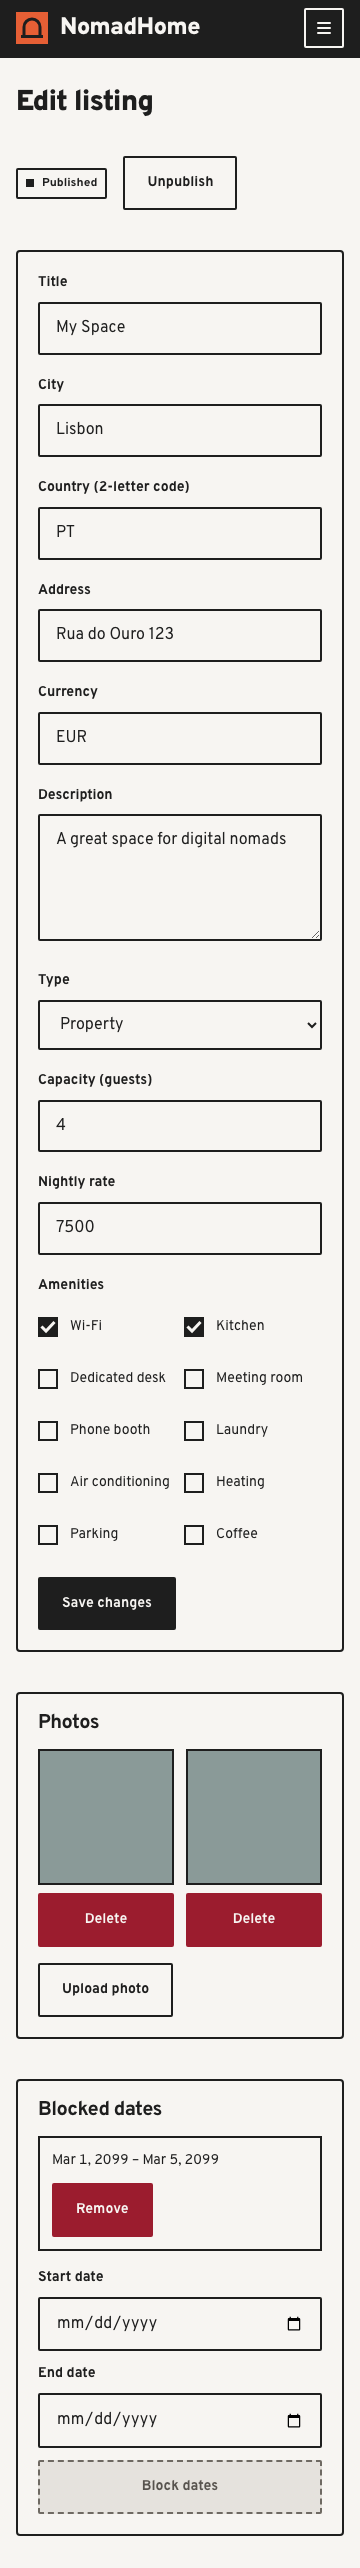 NomadHome
Edit listing
Published
Unpublish
Title
My Space
City
Lisbon
Country (2-letter code)
PT
Address
Rua do Ouro 123
Currency
EUR
Description
A great space for digital nomads
Type
Property
Capacity (guests)
4
Nightly rate
7500
Amenities
Wi-Fi
Kitchen
Dedicated desk
Meeting room
Phone booth
Laundry
Air conditioning
Heating
Parking
Coffee
Save changes
Photos
Delete
Delete
Upload photo
Blocked dates
Mar 1, 2099 – Mar 5, 2099
Remove
Start date
mm/dd/yyyy
End date
mm/dd/yyyy
Block dates